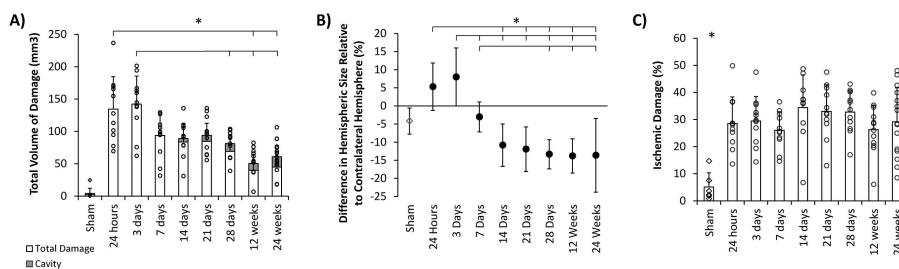 A)
*
Total Volume of Damage (mm3)
250
200
150
100
50
0
Sham
24 hours
3 days
7 days
14 days
21 days
28 days
12 weeks
24 weeks
Total Damage
Cavity
B)
*
Difference in Hemispheric Size Relative
to Contralateral Hemisphere (%)
20
15
10
5
0
-5
-10
-15
-20
-25
Sham
24 Hours
3 Days
7 Days
14 Days
21 Days
28 Days
12 Weeks
24 Weeks
C)
*
Ischemic Damage (%)
60
50
40
30
20
10
0
Sham
24 hours
3 days
7 days
14 days
21 days
28 days
12 weeks
24 weeks